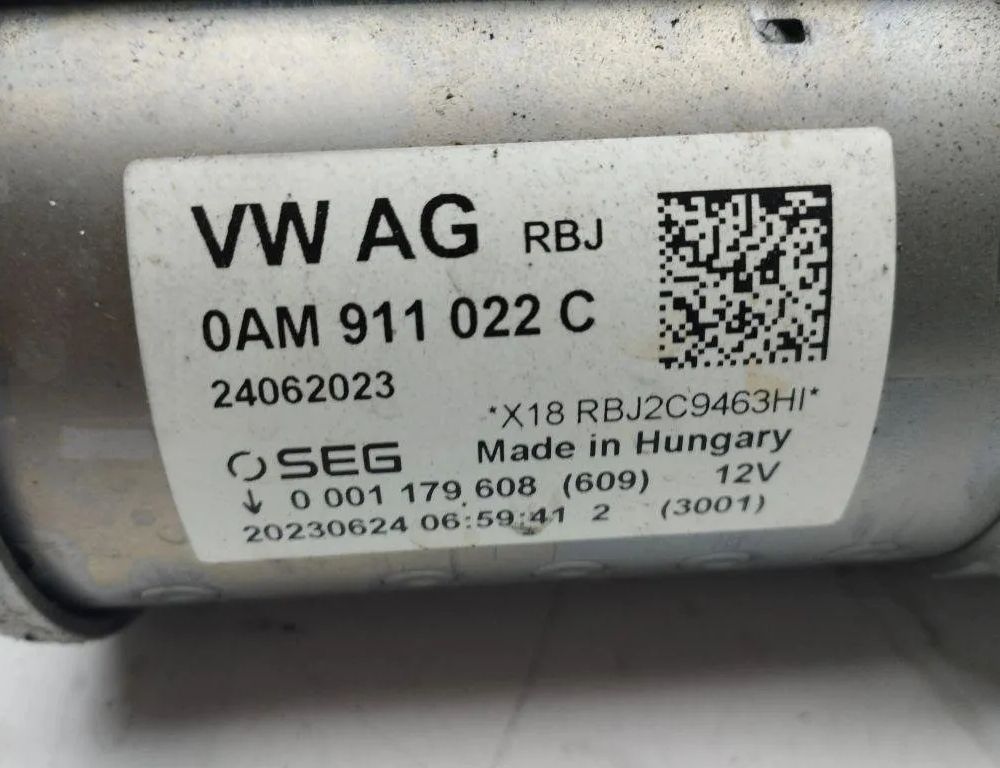 VW AG RBJ
0AM 911 022 C
24062023
*X18 RBJ2C9463HI*
SEG Made in Hungary
0 001 179 608 (609) 12V
20230624 06:59:41 2 (3001)